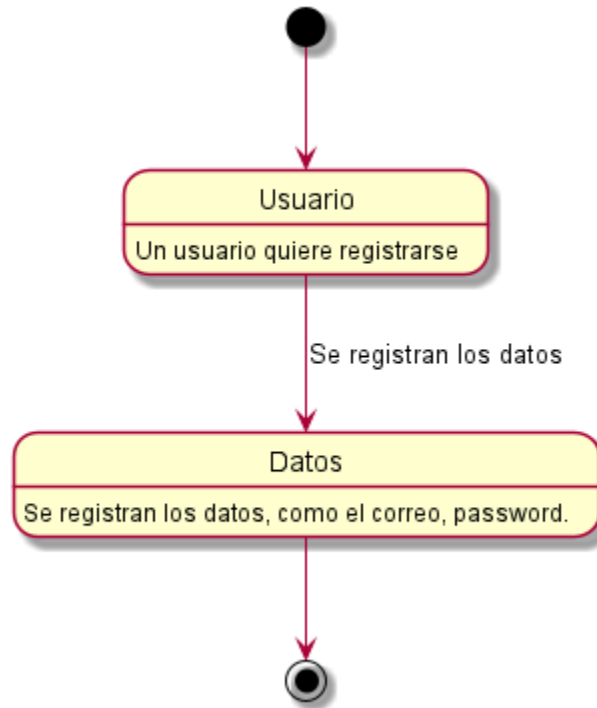 Usuario
Un usuario quiere registrarse
Se registran los datos
Datos
Se registran los datos, como el correo, password.